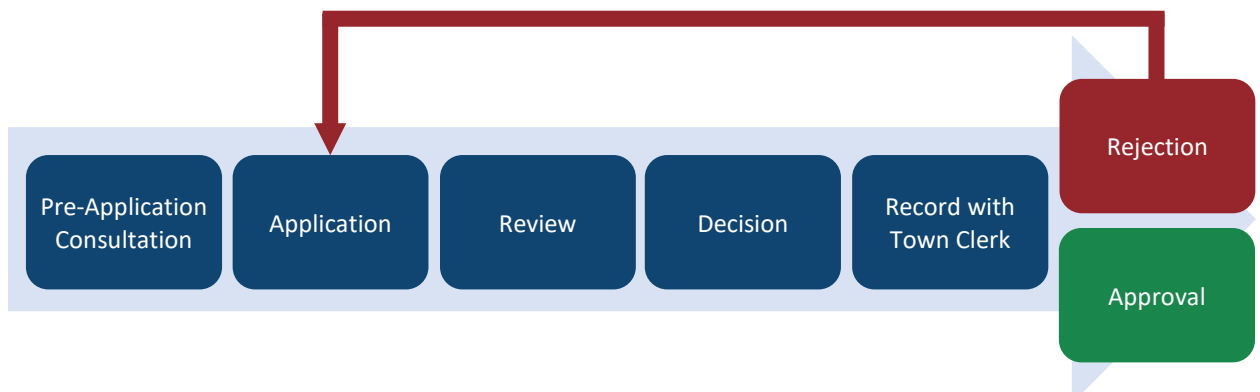 Pre-Application
Consultation
Application
Review
Decision
Record with
Town Clerk
Rejection
Approval